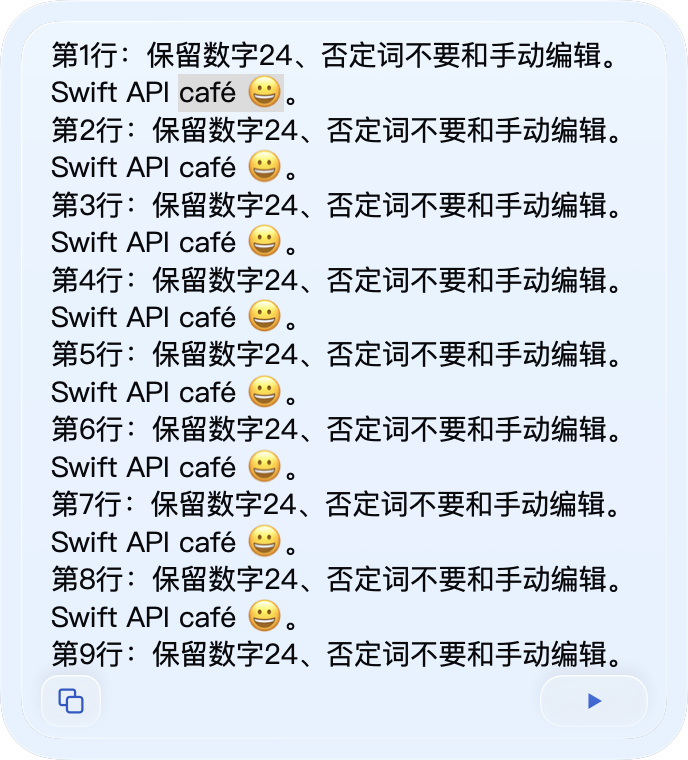 第1行：保留数字24、否定词不要和手动编辑。
Swift API café 😀。
第2行：保留数字24、否定词不要和手动编辑。
Swift API café 😀。
第3行：保留数字24、否定词不要和手动编辑。
Swift API café 😀。
第4行：保留数字24、否定词不要和手动编辑。
Swift API café 😀。
第5行：保留数字24、否定词不要和手动编辑。
Swift API café 😀。
第6行：保留数字24、否定词不要和手动编辑。
Swift API café 😀。
第7行：保留数字24、否定词不要和手动编辑。
Swift API café 😀。
第8行：保留数字24、否定词不要和手动编辑。
Swift API café 😀。
第9行：保留数字24、否定词不要和手动编辑。